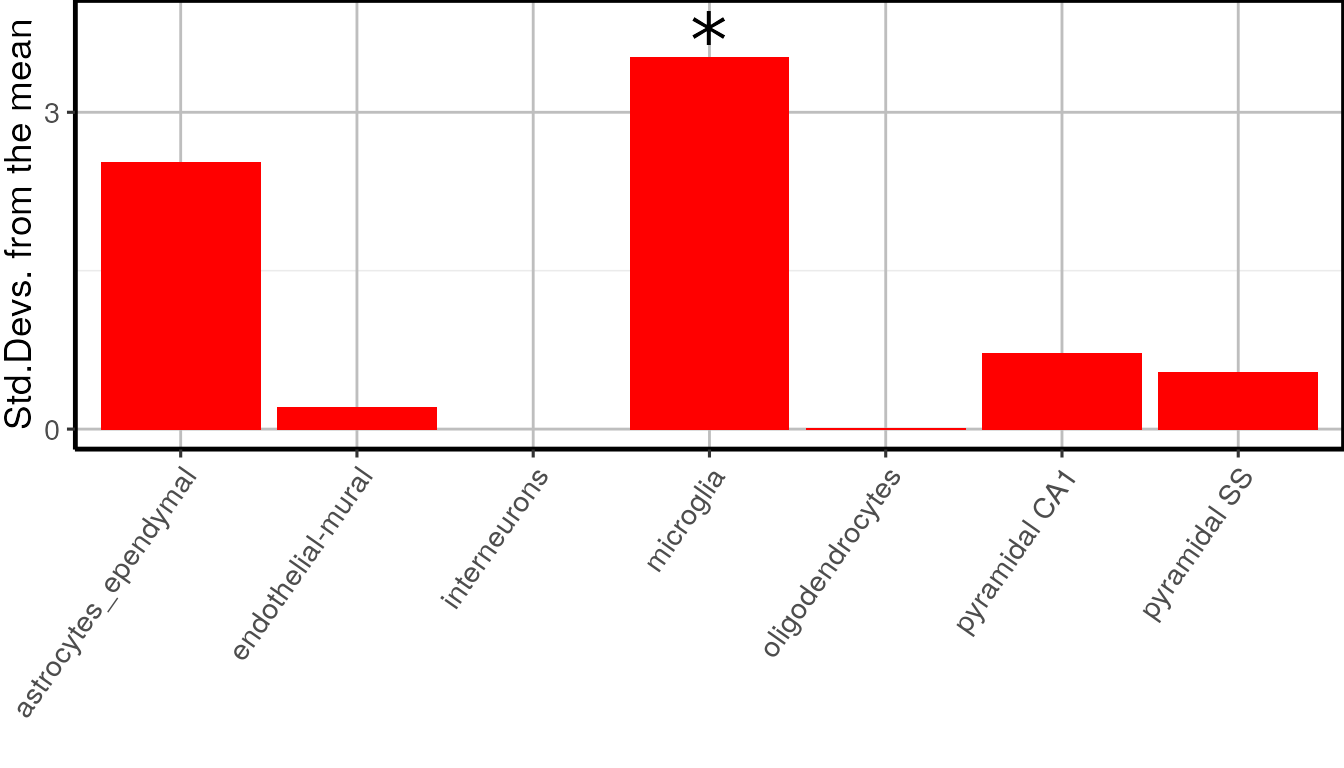 Std.Devs. from the mean
3
0
*
astrocytes_ependymal
endothelial-mural
interneurons
microglia
oligodendrocytes
pyramidal CA1
pyramidal SS